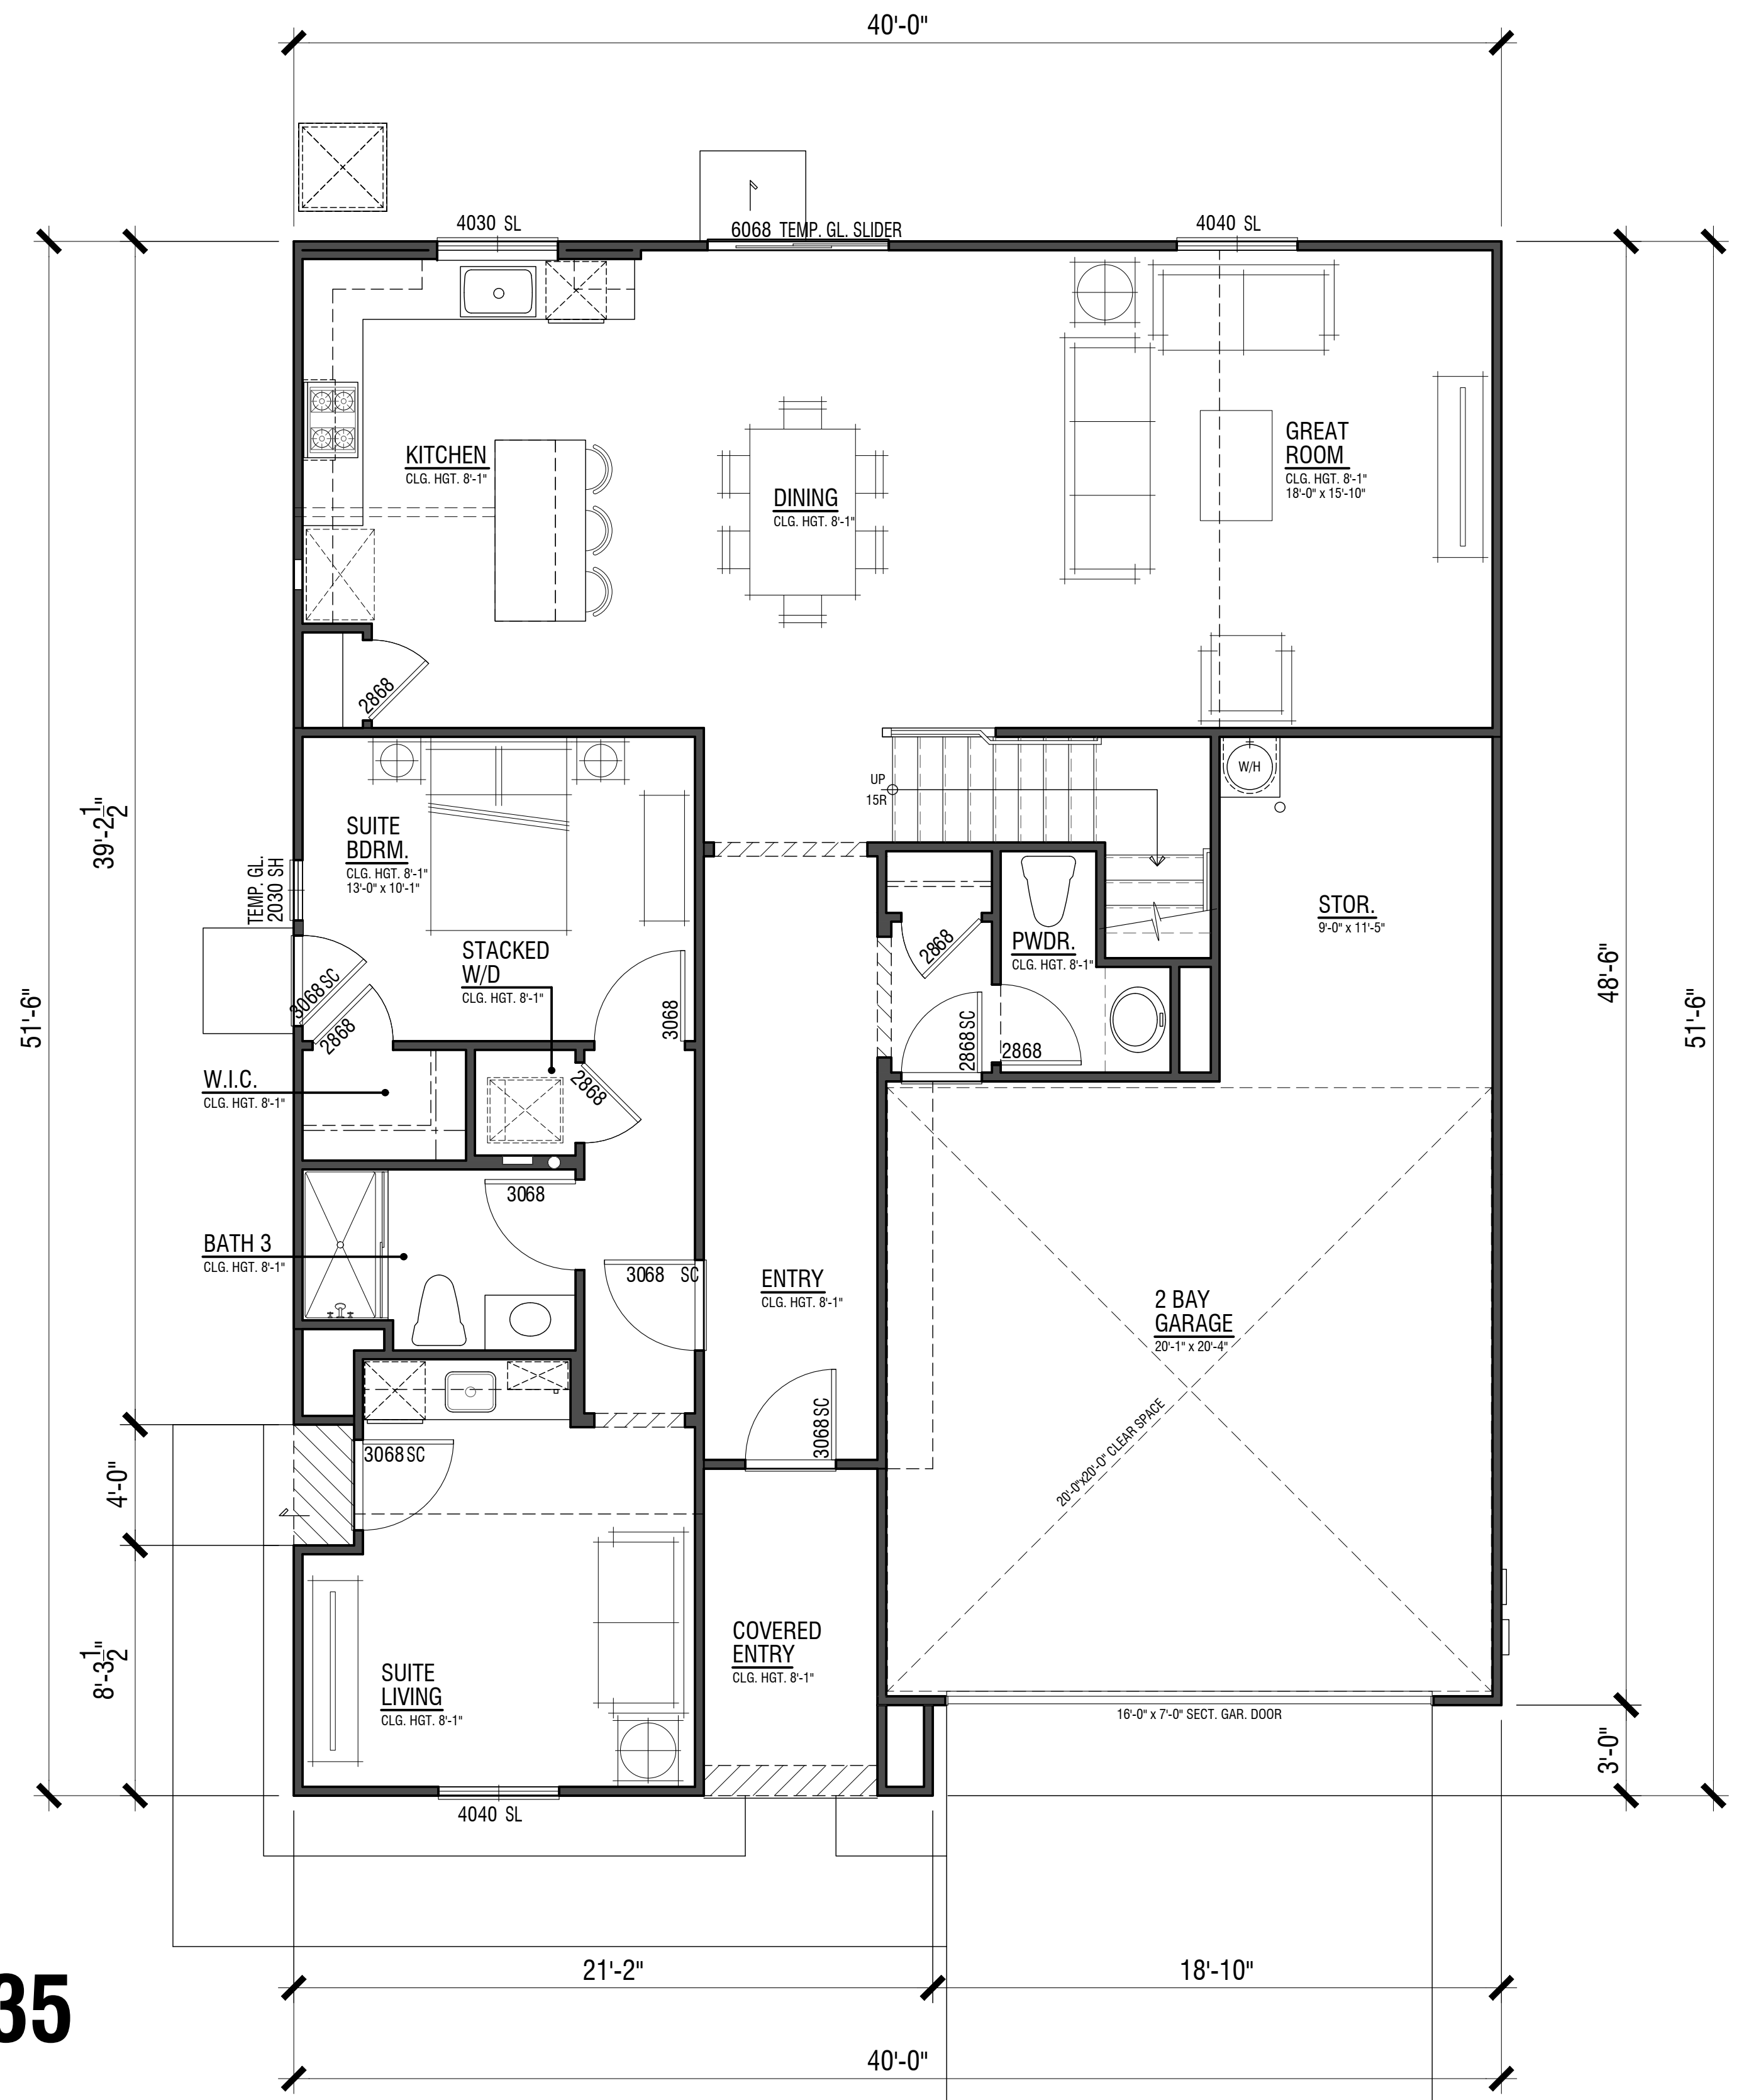 40'-0"
4030 SL
6068 TEMP. GL. SLIDER
4040 SL
KITCHEN
CLG. HGT. 8'-1"
DINING
CLG. HGT. 8'-1"
GREAT
ROOM
CLG. HGT. 8'-1"
18'-0" x 15'-10"
2868
39'-2 1/2"
51'-6"
48'-6"
51'-6"
UP
15R
W/H
SUITE
BDRM.
CLG. HGT. 8'-1"
13'-0" x 10'-1"
TEMP. GL.
2030 SH
STACKED
W/D
CLG. HGT. 8'-1"
3068 SC
2868
3068
2868
PWDR.
CLG. HGT. 8'-1"
STOR.
9'-0" x 11'-5"
2868 SC
2868
W.I.C.
CLG. HGT. 8'-1"
2868
3068
BATH 3
CLG. HGT. 8'-1"
3068 SC
ENTRY
CLG. HGT. 8'-1"
2 BAY
GARAGE
20'-1" x 20'-4"
20'-0"x20'-0" CLEAR SPACE
3068 SC
3068 SC
4'-0"
8'-3 1/2"
COVERED
ENTRY
CLG. HGT. 8'-1"
SUITE
LIVING
CLG. HGT. 8'-1"
16'-0" x 7'-0" SECT. GAR. DOOR
3'-0"
4040 SL
21'-2"
18'-10"
35
40'-0"